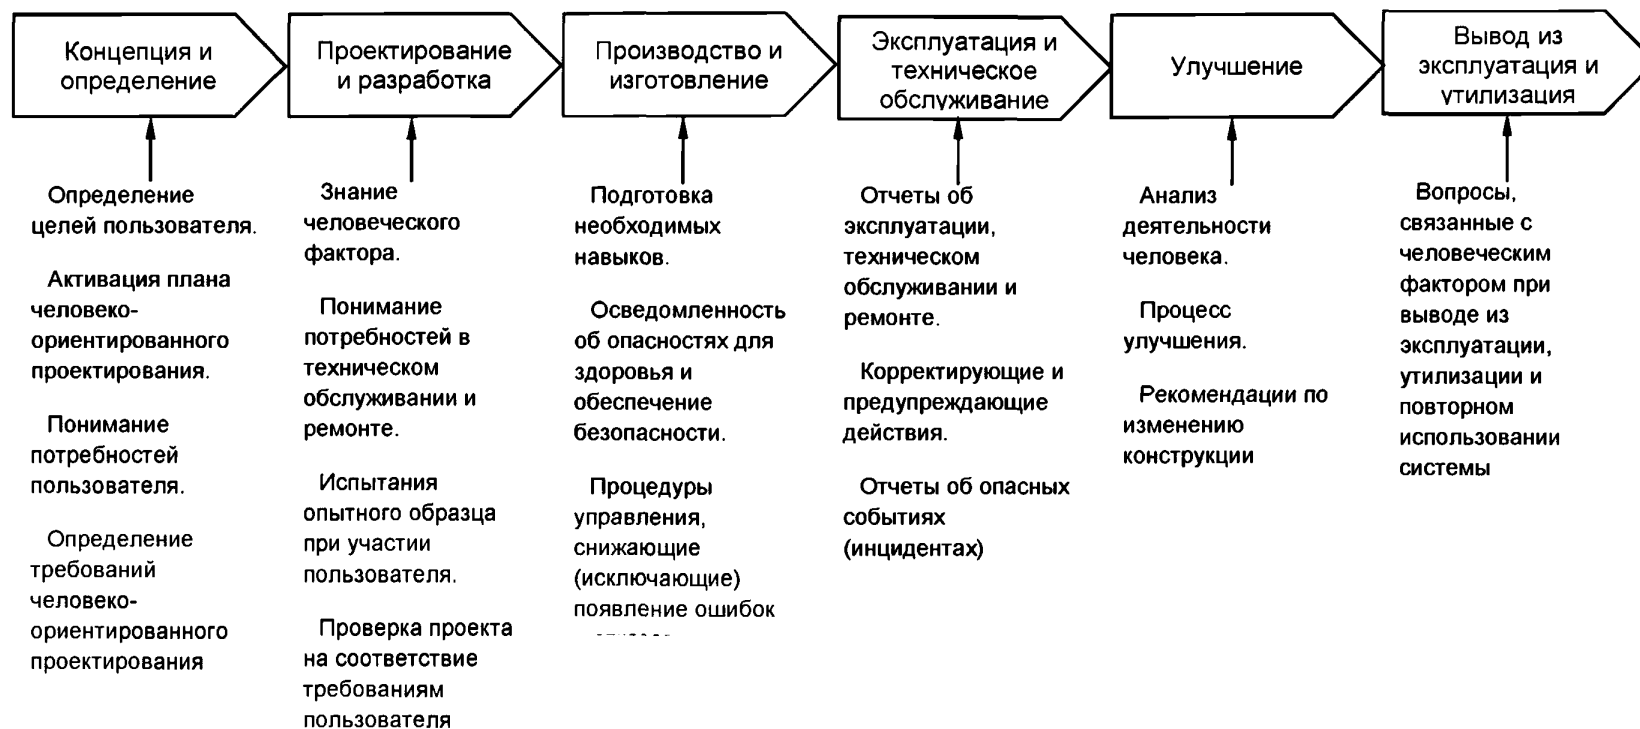 Концепция и
определение
Проектирование
и разработка
Производство и
изготовление
Эксплуатация и
техническое
обслуживание
Улучшение
Вывод из
эксплуатация и
утилизация
Определение
целей пользователя.
Активация плана
человеко-
ориентированного
проектирования.
Понимание
потребностей
пользователя.
Определение
требований
человеко-
ориентированного
проектирования
Знание
человеческого
фактора.
Понимание
потребностей в
техническом
обслуживании и
ремонте.
Испытания
опытного образца
при участии
пользователя.
Проверка проекта
на соответствие
требованиям
пользователя
Подготовка
необходимых
навыков.
Осведомленность
об опасностях для
здоровья и
обеспечение
безопасности.
Процедуры
управления,
снижающие
(исключающие)
появление ошибок
Отчеты об
эксплуатации,
техническом
обслуживании и
ремонте.
Корректирующие и
предупреждающие
действия.
Отчеты об опасных
событиях
(инцидентах)
Анализ
деятельности
человека.
Процесс
улучшения.
Рекомендации по
изменению
конструкции
Вопросы,
связанные с
человеческим
фактором при
выводе из
эксплуатации,
утилизации и
повторном
использовании
системы